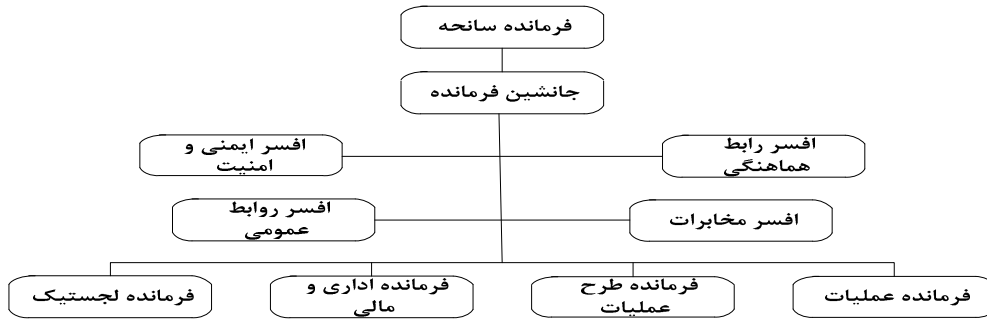 فرمانده سانحه
جانشین فرمانده
افسر رابط
هماهنگی
افسر ایمنی و
امنیت
افسر مخابرات
افسر روابط
عمومی
فرمانده عملیات
فرمانده طرح
عملیات
فرمانده اداری و
مالی
فرمانده لجستیک